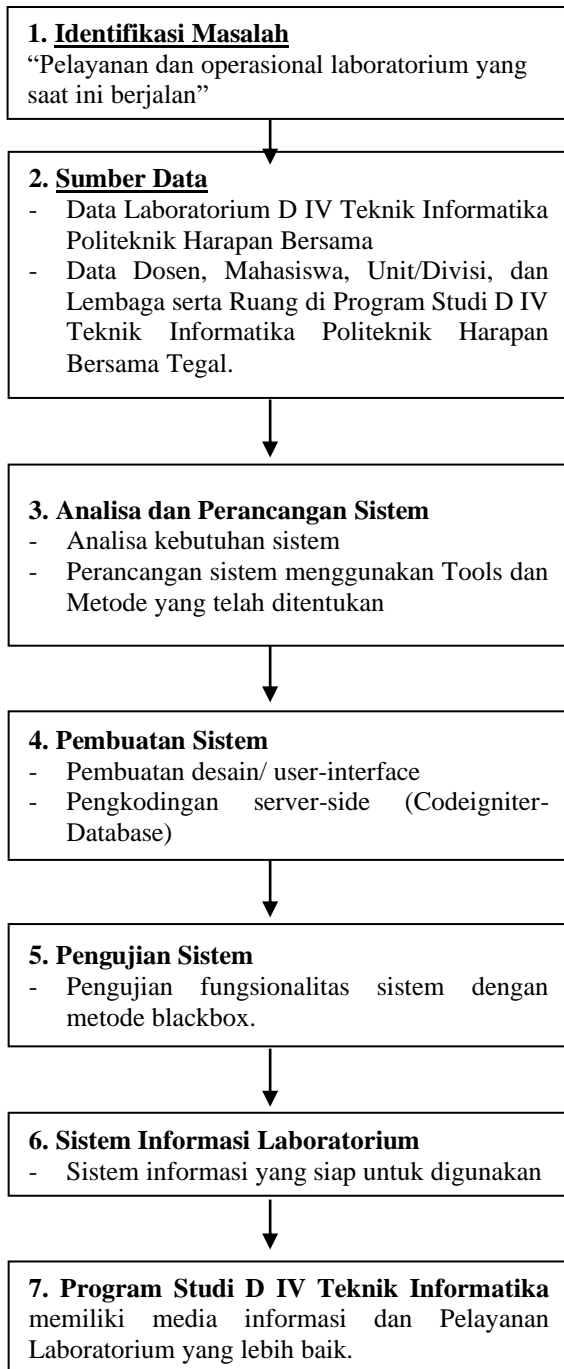 1. Identifikasi Masalah
“Pelayanan dan operasional laboratorium yang
saat ini berjalan”
2. Sumber Data
- Data Laboratorium D IV Teknik Informatika
Politeknik Harapan Bersama
- Data Dosen, Mahasiswa, Unit/Divisi, dan
Lembaga serta Ruang di Program Studi D IV
Teknik Informatika Politeknik Harapan
Bersama Tegal.
3. Analisa dan Perancangan Sistem
- Analisa kebutuhan sistem
- Perancangan sistem menggunakan Tools dan
Metode yang telah ditentukan
4. Pembuatan Sistem
- Pembuatan desain/ user-interface
- Pengkodingan server-side (Codeigniter-
Database)
5. Pengujian Sistem
- Pengujian fungsionalitas sistem dengan
metode blackbox.
6. Sistem Informasi Laboratorium
- Sistem informasi yang siap untuk digunakan
7. Program Studi D IV Teknik Informatika
memiliki media informasi dan Pelayanan
Laboratorium yang lebih baik.